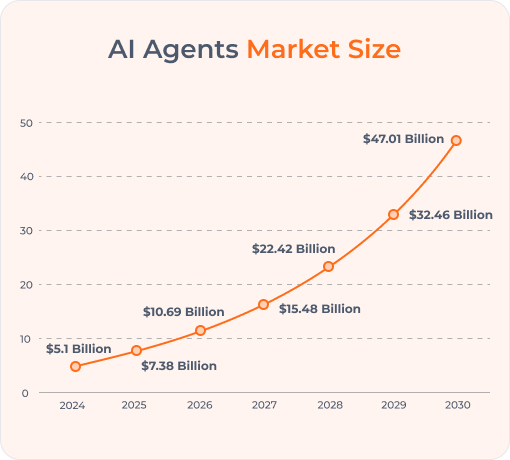 AI Agents Market Size
50
$47.01 Billion
40
$32.46 Billion
30
$22.42 Billion
20
$15.48 Billion
$10.69 Billion
10
$5.1 Billion
$7.38 Billion
0
2024 2025 2026 2027 2028 2029 2030